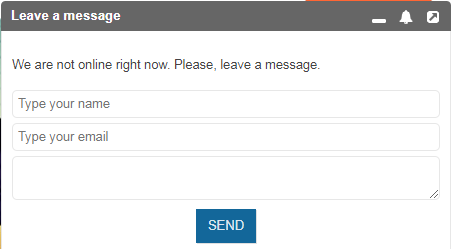 Leave a message
We are not online right now. Please, leave a message.
Type your name
Type your email
SEND